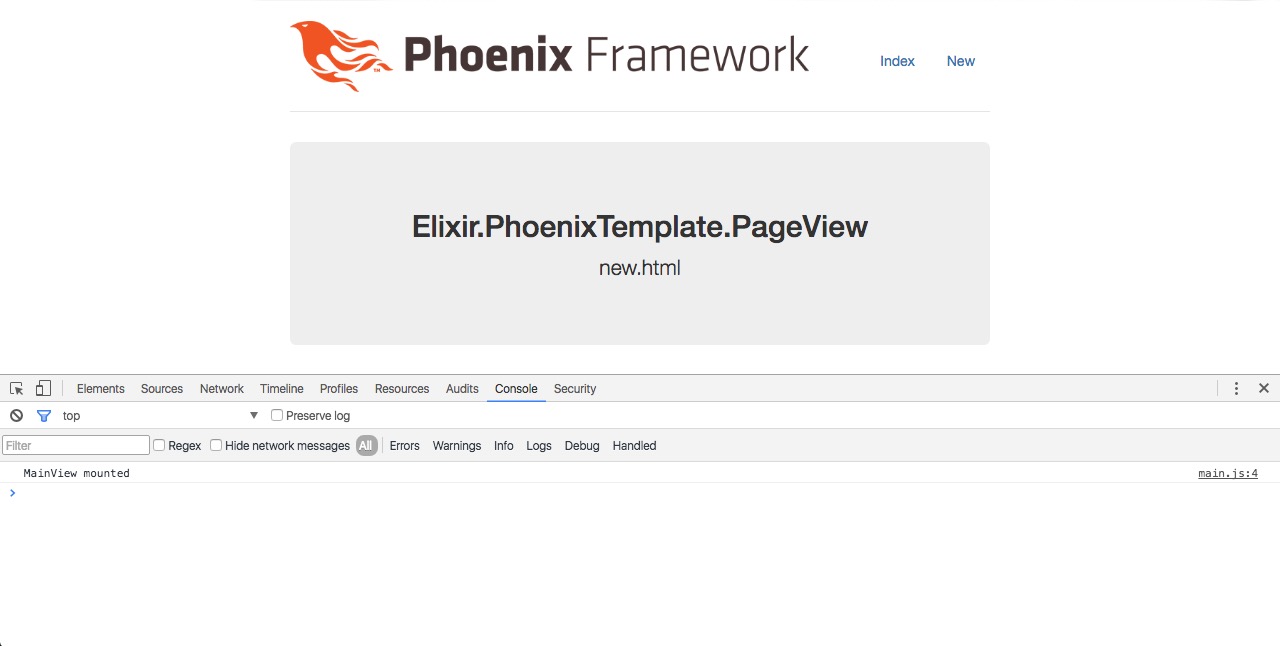 Phoenix Framework
Index New
Elixir.PhoenixTemplate.PageView
new.html
Elements Sources Network Timeline Profiles Resources Audits Console Security
top Preserve log
Filter Regex Hide network messages All Errors Warnings Info Logs Debug Handled
MainView mounted main.js:4